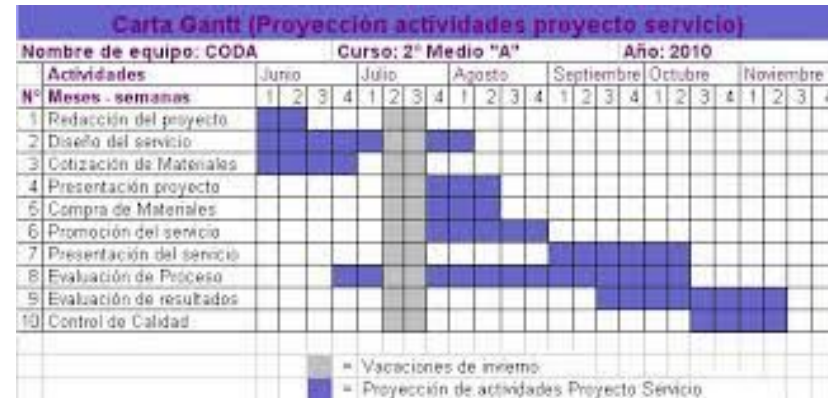 Carta Gantt (Proyección actividades proyecto servicio)
Nombre de equipo: CODA Curso: 2º Medio "A" Año: 2010
Actividades Junio Julio Agosto Septiembre Octubre Noviembre
Nº Meses - semanas 1 2 3 4 1 2 3 4 1 2 3 4 1 2 3 4 1 2 3 4 1 2 3 4
1 Redacción del proyecto
2 Diseño del servicio
3 Cotización de Materiales
4 Presentación proyecto
5 Compra de Materiales
6 Promoción del servicio
7 Presentación del servicio
8 Evaluación de Proceso
9 Evaluación de resultados
10 Control de Calidad
= Vacaciones de invierno
= Proyección de actividades Proyecto Servicio